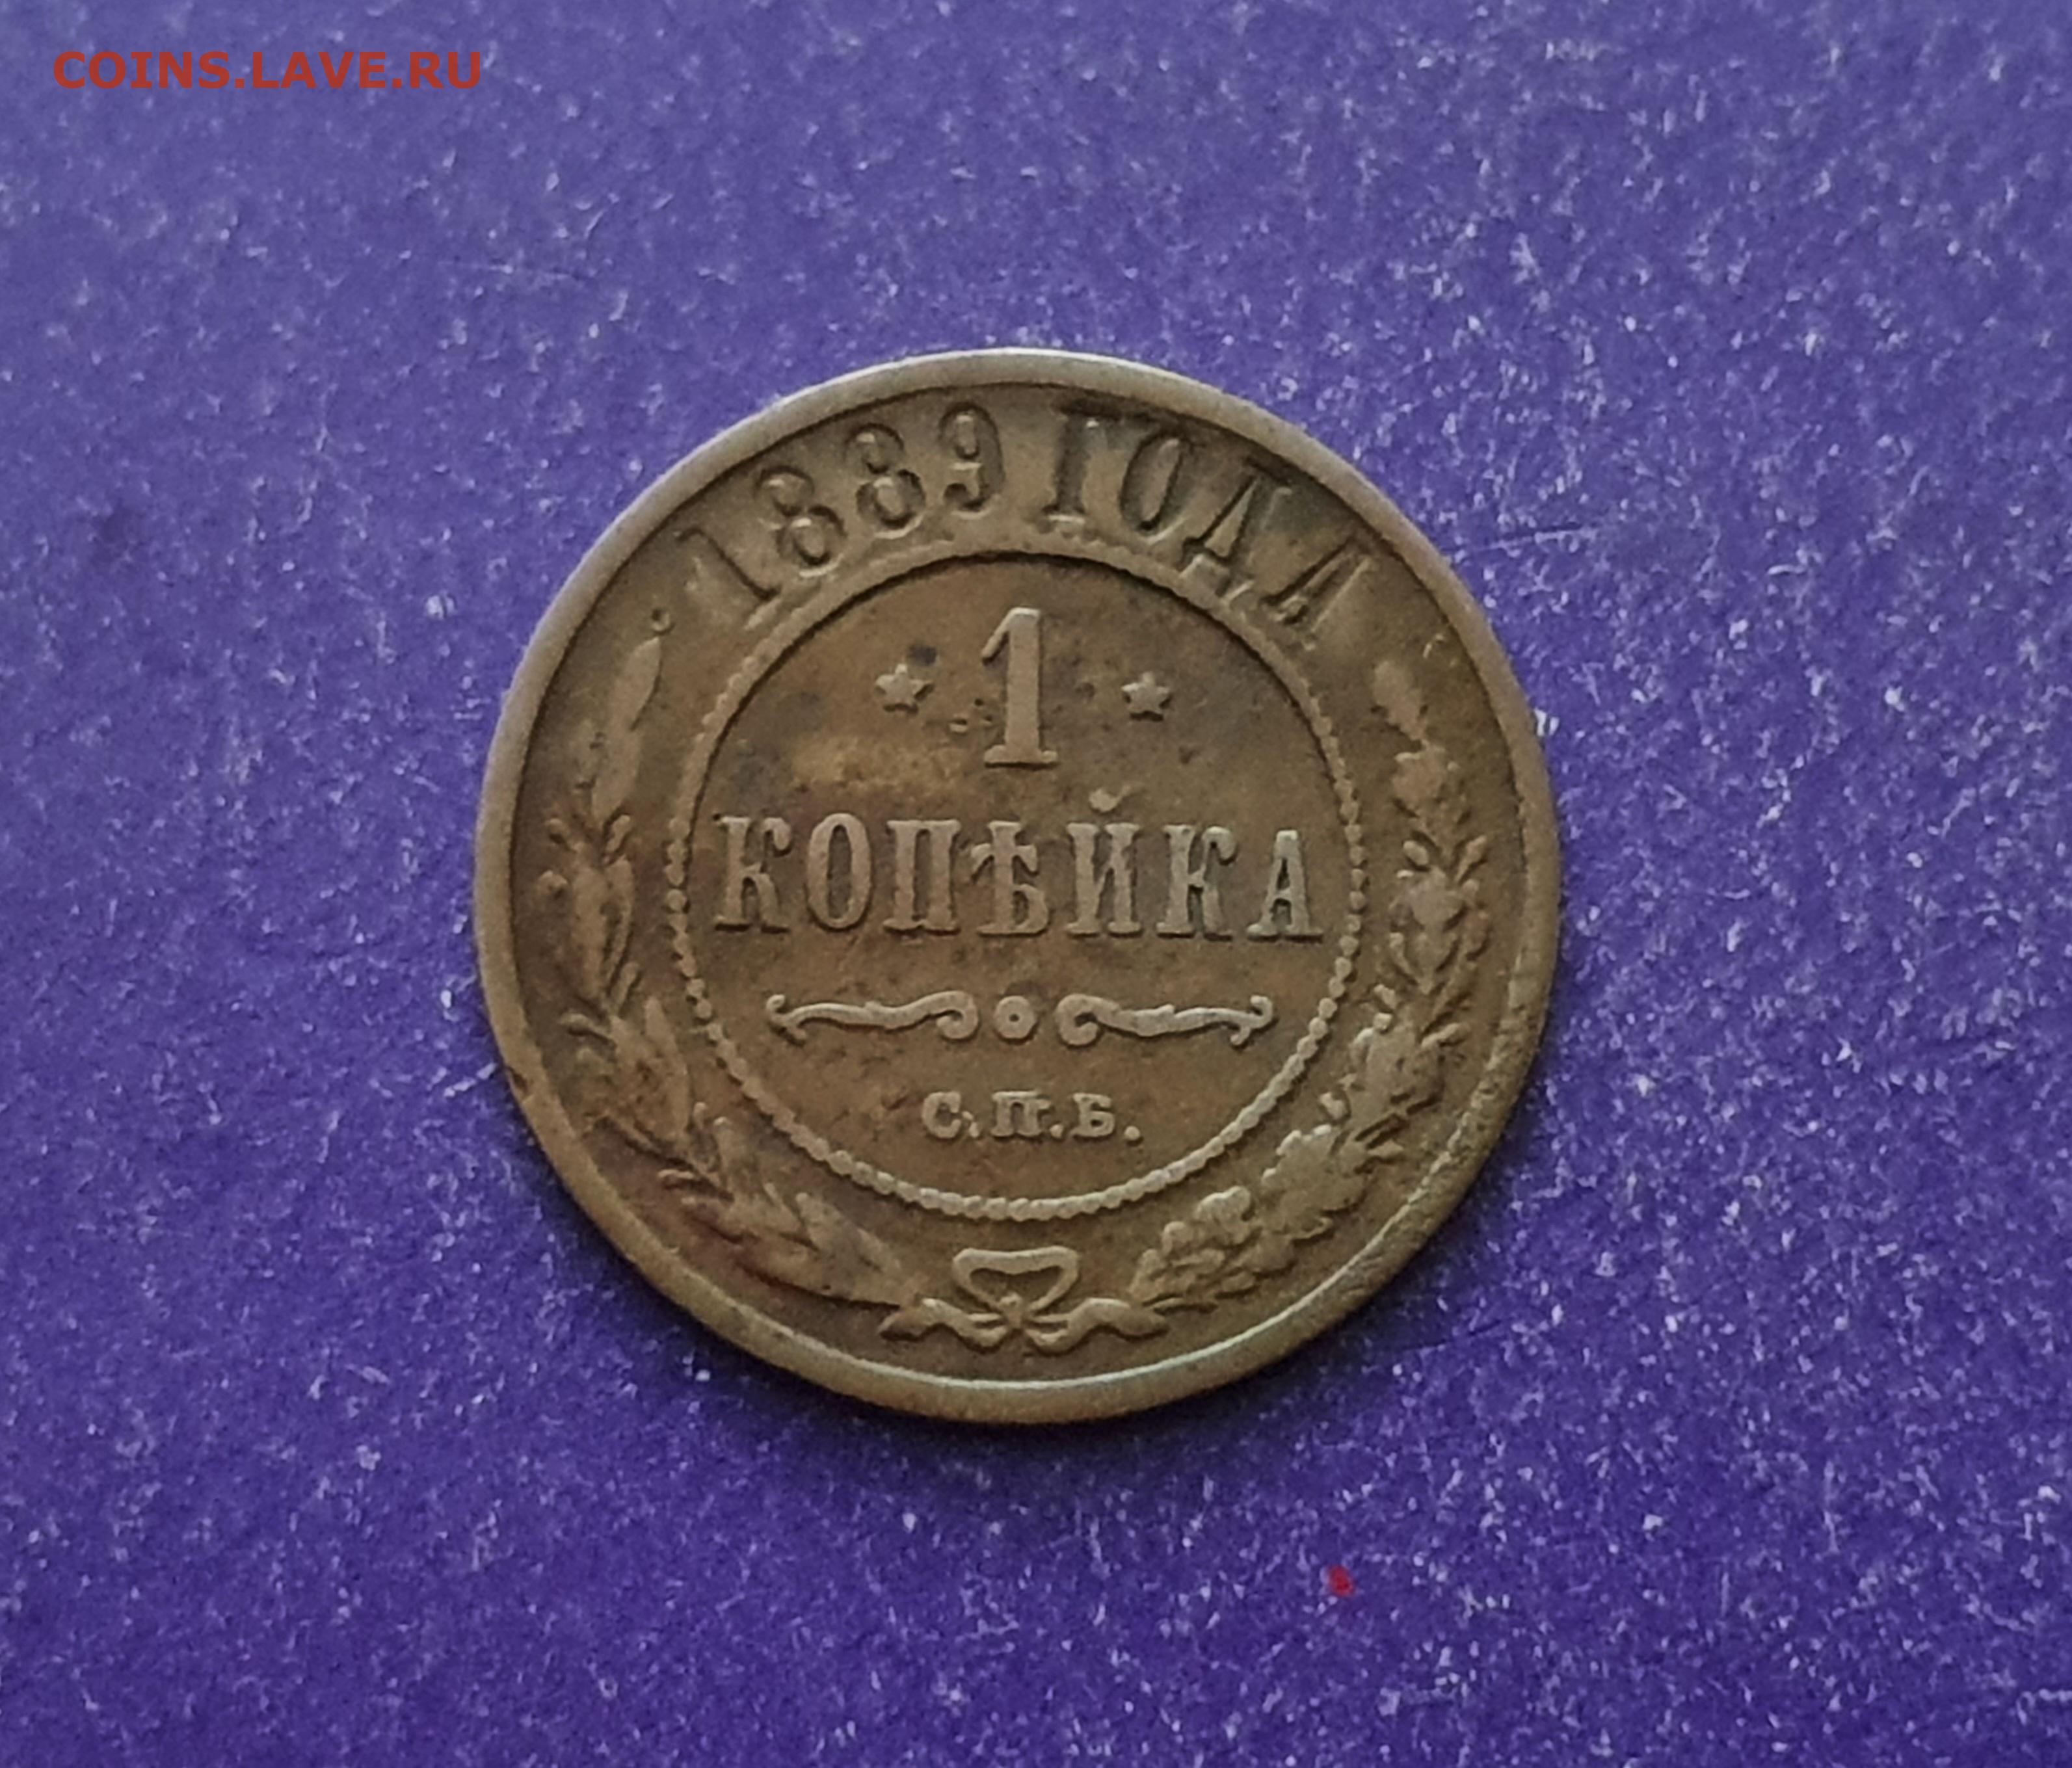 COINS.LAVE.RU
1889 ГОДА
1
КОПѢЙКА
С.П.Б.